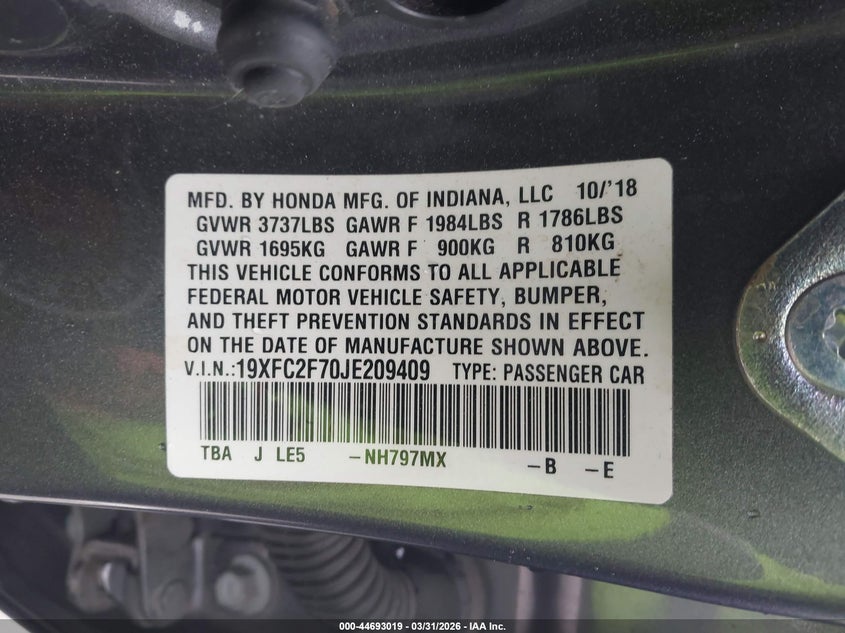 MFD. BY HONDA MFG. OF INDIANA, LLC 10/'18
GVWR 3737LBS GAWR F 1984LBS R 1786LBS
GVWR 1695KG GAWR F 900KG R 810KG
THIS VEHICLE CONFORMS TO ALL APPLICABLE
FEDERAL MOTOR VEHICLE SAFETY, BUMPER,
AND THEFT PREVENTION STANDARDS IN EFFECT
ON THE DATE OF MANUFACTURE SHOWN ABOVE.
V.I.N.:19XFC2F70JE209409 TYPE: PASSENGER CAR
TBA J LE5 -NH797MX -B -E
000-44693019 - 03/31/2026 - IAA Inc.